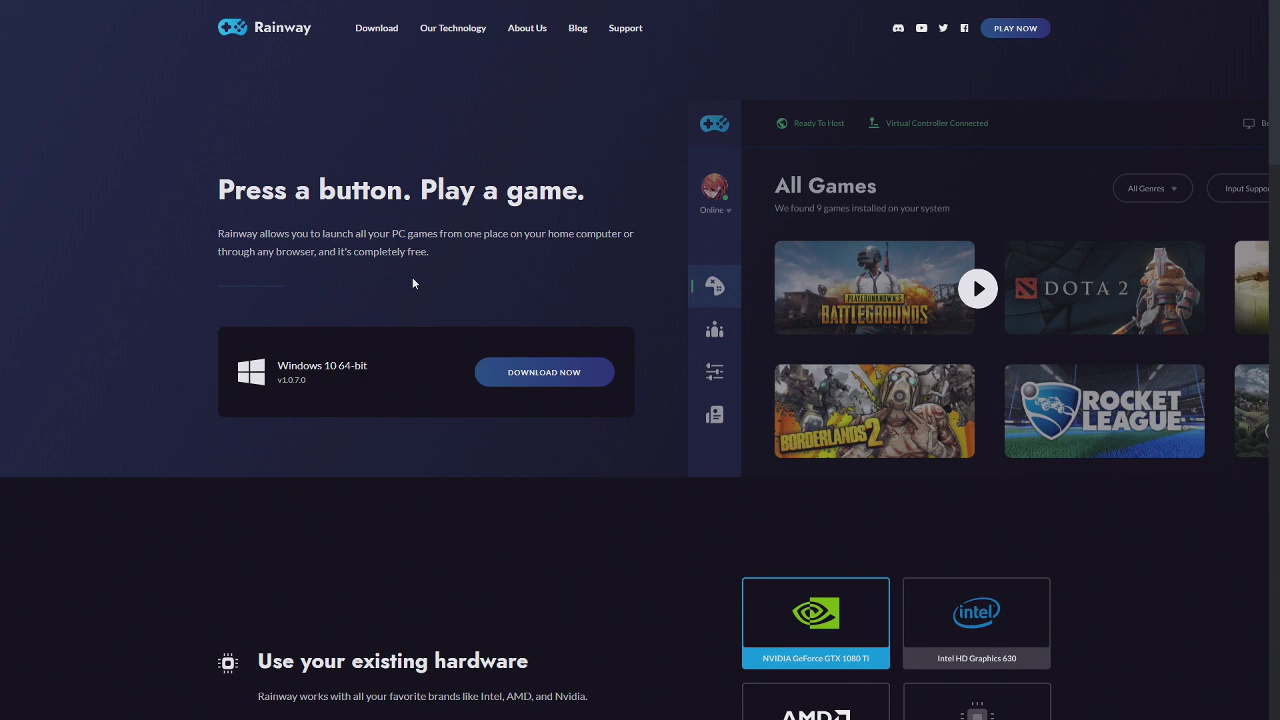 Rainway
Download
Our Technology
About Us
Blog
Support
PLAY NOW
Ready To Host
Virtual Controller Connected
Press a button. Play a game.
Rainway allows you to launch all your PC games from one place on your home computer or
through any browser, and it's completely free.
Windows 10 64-bit
v1.0.7.0
DOWNLOAD NOW
Online
All Games
We found 9 games installed on your system
All Genres
PLAYERUNKNOWN'S
BATTLEGROUNDS
DOTA 2
BORDERLANDS 2
ROCKET
LEAGUE
Use your existing hardware
Rainway works with all your favorite brands like Intel, AMD, and Nvidia.
NVIDIA GeForce GTX 1080 Ti
intel
Intel HD Graphics 630
AMD